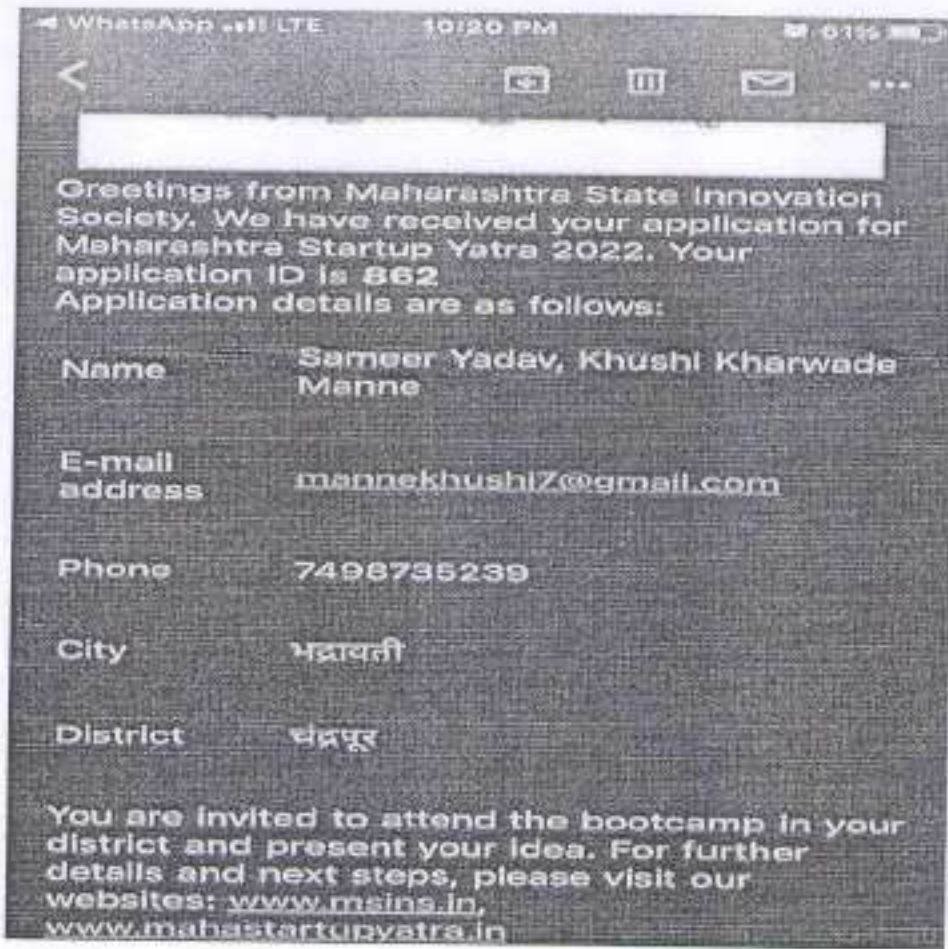 WhatsApp LTE 10:20 PM 61%
Greetings from Maharashtra State Innovation
Society. We have received your application for
Maharashtra Startup Yatra 2022. Your
application ID is 862
Application details are as follows:
Name Sameer Yadav, Khushi Kharwade
Manne
E-mail
address mannekhushi7@gmail.com
Phone 7498735239
City भद्रावती
District चंद्रपूर
You are invited to attend the bootcamp in your
district and present your idea. For further
details and next steps, please visit our
websites: www.msins.in,
www.mahastartupyatra.in